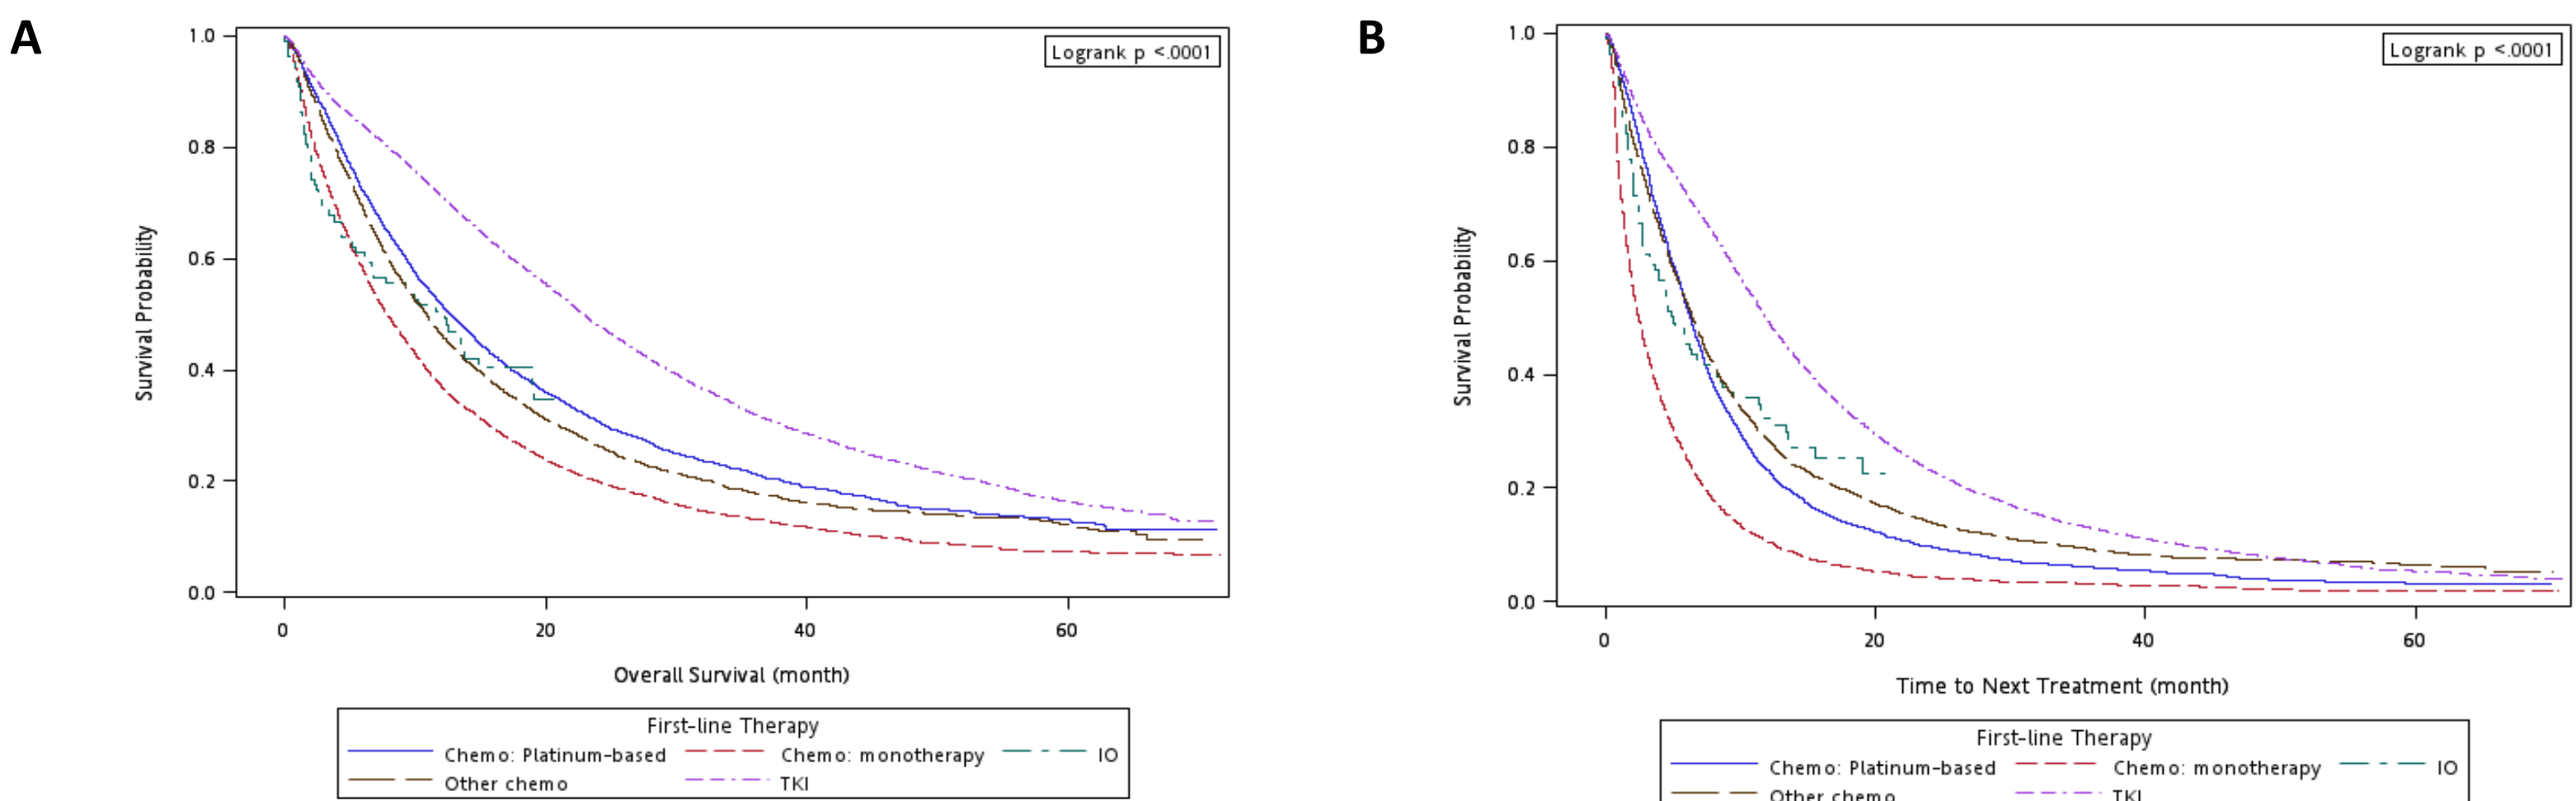 A
Logrank p <.0001
1.0
0.8
0.6
0.4
0.2
0.0
Survival Probability
0 20 40 60
Overall Survival (month)
First-line Therapy
Chemo: Platinum-based Chemo: monotherapy IO
Other chemo TKI
B
Logrank p <.0001
1.0
0.8
0.6
0.4
0.2
0.0
Survival Probability
0 20 40 60
Time to Next Treatment (month)
First-line Therapy
Chemo: Platinum-based Chemo: monotherapy IO
Other chemo TKI